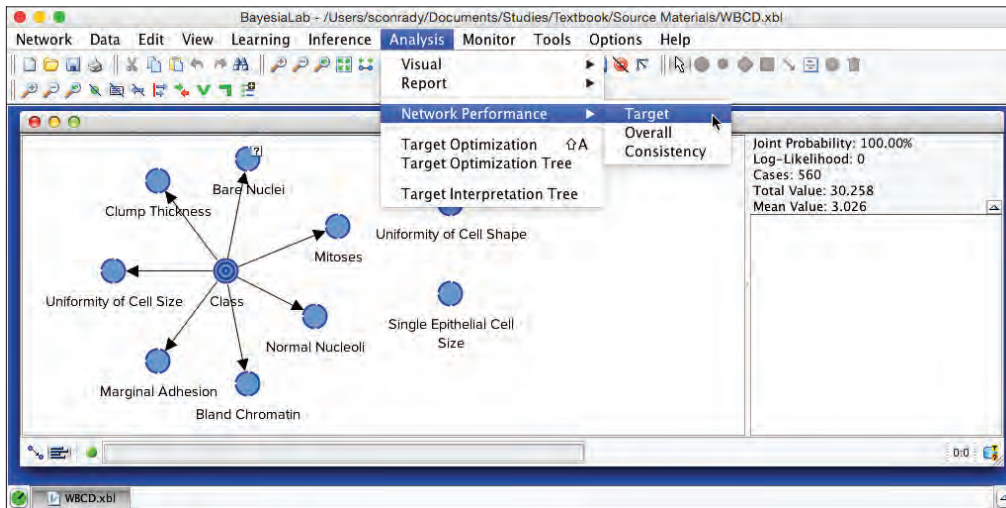 BayesiaLab - /Users/sconrady/Documents/Studies/Textbook/Source Materials/WBCD.xbl
Network Data Edit View Learning Inference Analysis Monitor Tools Options Help
Visual
Report
Network Performance
Target
Overall
Consistency
Target Optimization ⇧A
Target Optimization Tree
Target Interpretation Tree
Joint Probability: 100.00%
Log-Likelihood: 0
Cases: 560
Total Value: 30.258
Mean Value: 3.026
?
Bare Nuclei
Clump Thickness
Mitoses
Uniformity of Cell Shape
Uniformity of Cell Size
Class
Normal Nucleoli
Single Epithelial Cell
Size
Marginal Adhesion
Bland Chromatin
0:0
WBCD.xbl